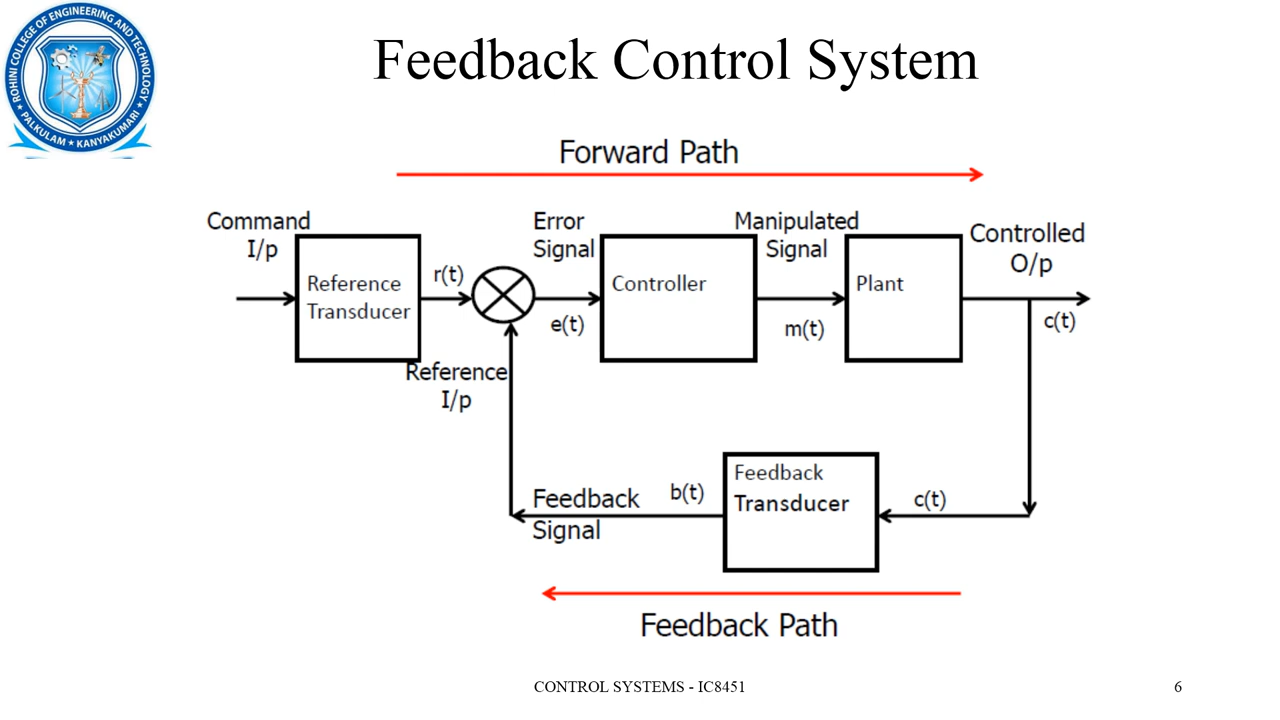 ROHINI COLLEGE OF ENGINEERING AND TECHNOLOGY
★ PALKULAM ★ KANYAKUMARI ★
Feedback Control System
Forward Path
Command
I/p
Error
Signal
Manipulated
Signal
Controlled
O/p
Reference
Transducer
r(t)
Controller
Plant
e(t)
m(t)
c(t)
Reference
I/p
Feedback
Transducer
Feedback
Signal
b(t)
c(t)
Feedback Path
CONTROL SYSTEMS - IC8451
6